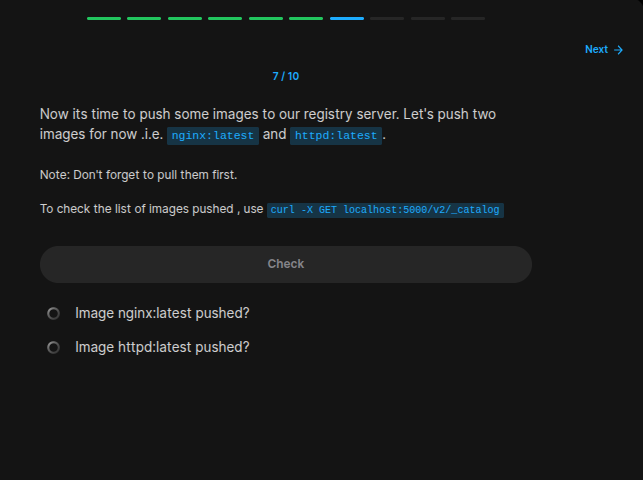 Next →
7 / 10
Now its time to push some images to our registry server. Let's push two
images for now .i.e. nginx:latest and httpd:latest.
Note: Don't forget to pull them first.
To check the list of images pushed , use curl -X GET localhost:5000/v2/_catalog
Check
Image nginx:latest pushed?
Image httpd:latest pushed?